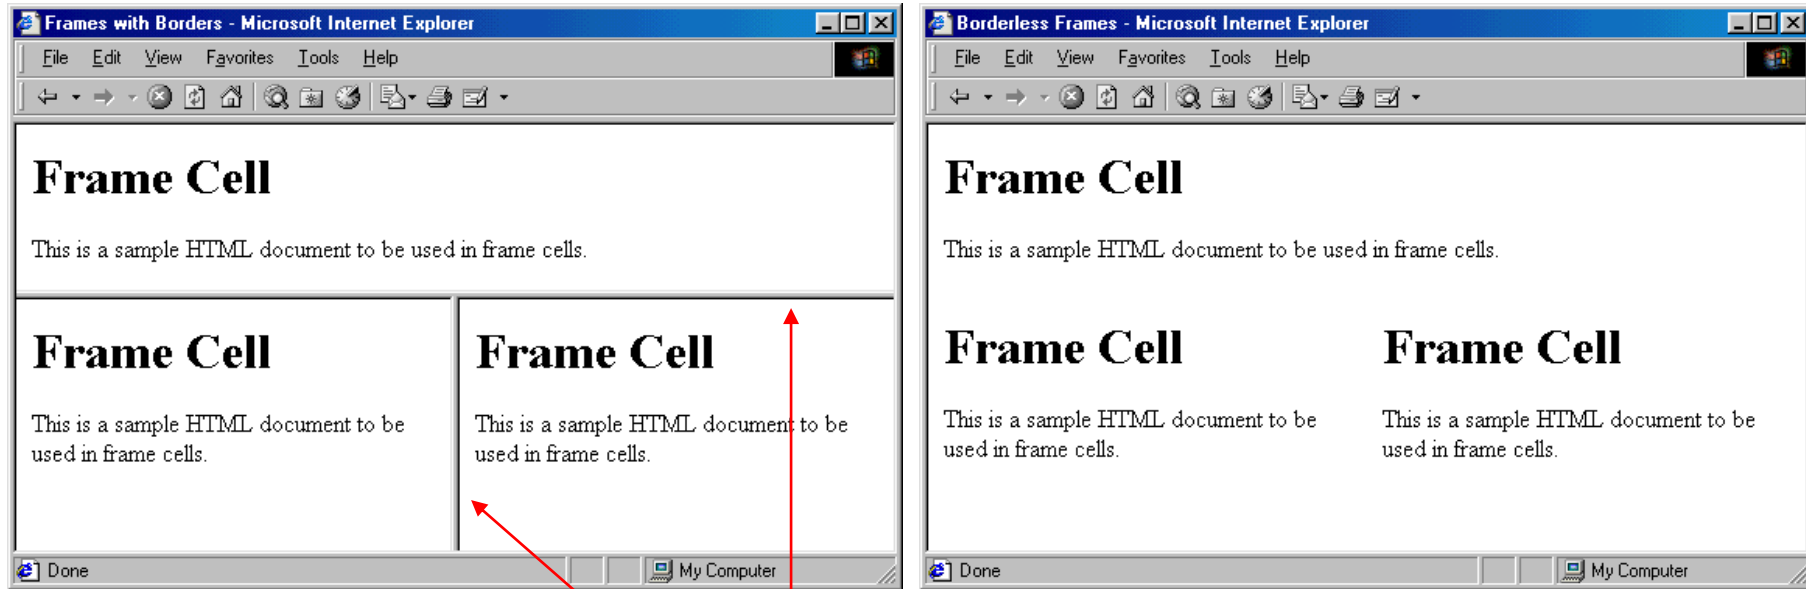 Frames with Borders - Microsoft Internet Explorer
File Edit View Favorites Tools Help
Frame Cell
This is a sample HTML document to be used in frame cells.
Frame Cell
This is a sample HTML document to be
used in frame cells.
Frame Cell
This is a sample HTML document to be
used in frame cells.
Done
My Computer
Borderless Frames - Microsoft Internet Explorer
File Edit View Favorites Tools Help
Frame Cell
This is a sample HTML document to be used in frame cells.
Frame Cell
This is a sample HTML document to be
used in frame cells.
Frame Cell
This is a sample HTML document to be
used in frame cells.
Done
My Computer